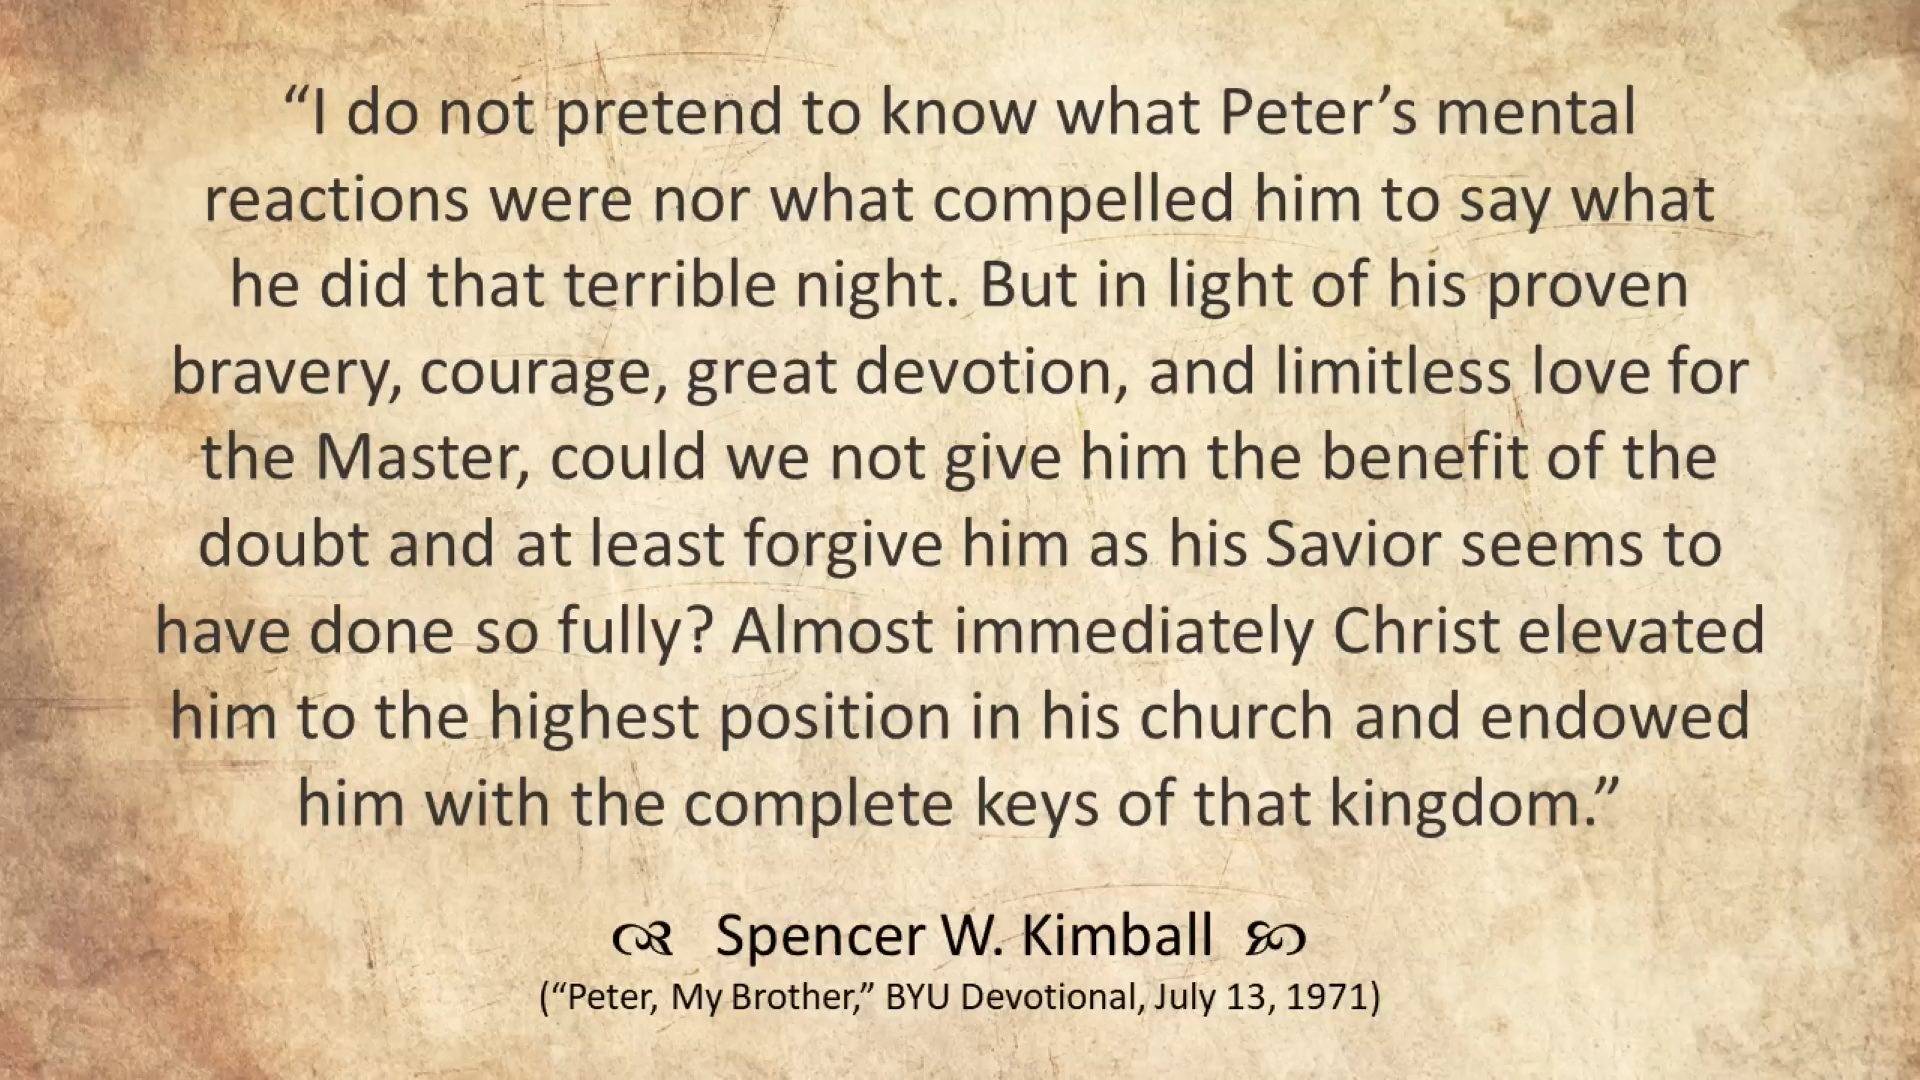 “I do not pretend to know what Peter’s mental
reactions were nor what compelled him to say what
he did that terrible night. But in light of his proven
bravery, courage, great devotion, and limitless love for
the Master, could we not give him the benefit of the
doubt and at least forgive him as his Savior seems to
have done so fully? Almost immediately Christ elevated
him to the highest position in his church and endowed
him with the complete keys of that kingdom.”
Spencer W. Kimball
(“Peter, My Brother,” BYU Devotional, July 13, 1971)